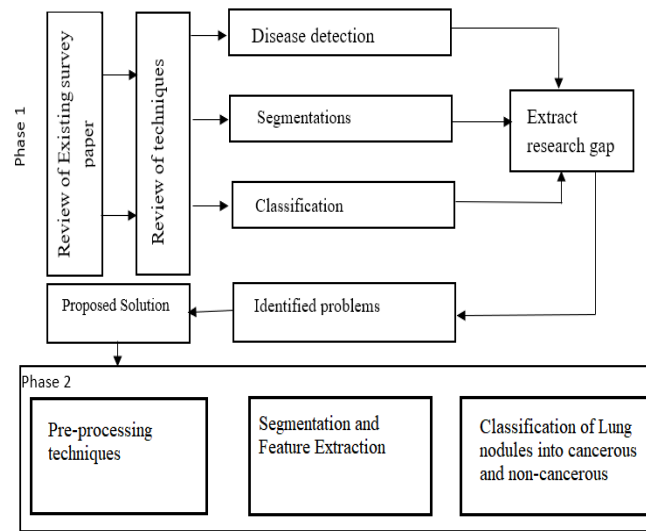 Phase 1
Review of Existing survey
paper
Review of techniques
Disease detection
Segmentations
Classification
Extract
research gap
Proposed Solution
Identified problems
Phase 2
Pre-processing
techniques
Segmentation and
Feature Extraction
Classification of Lung
nodules into cancerous
and non-cancerous